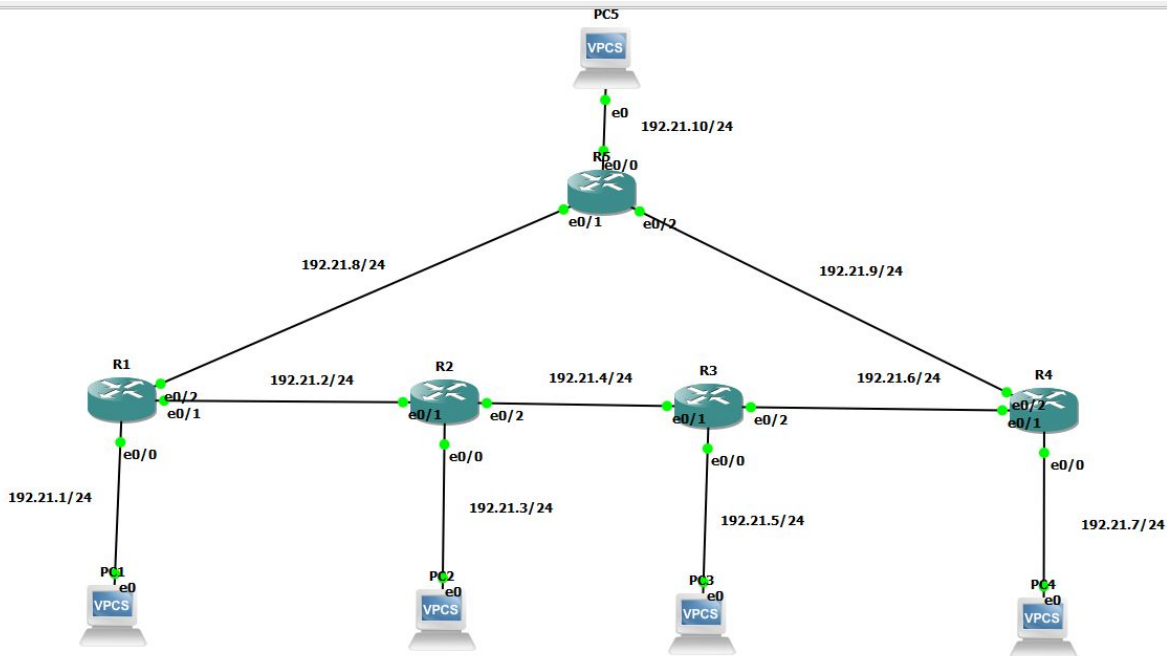 PC5
VPCS
e0
192.21.10/24
R5
e0/0
e0/1
e0/2
192.21.8/24
192.21.9/24
R1
R2
R3
R4
192.21.2/24
192.21.4/24
192.21.6/24
e0/2
e0/1
e0/1
e0/2
e0/1
e0/2
e0/2
e0/1
e0/0
e0/0
e0/0
e0/0
192.21.1/24
192.21.3/24
192.21.5/24
192.21.7/24
PC1
e0
VPCS
PC2
e0
VPCS
PC3
e0
VPCS
PC4
e0
VPCS